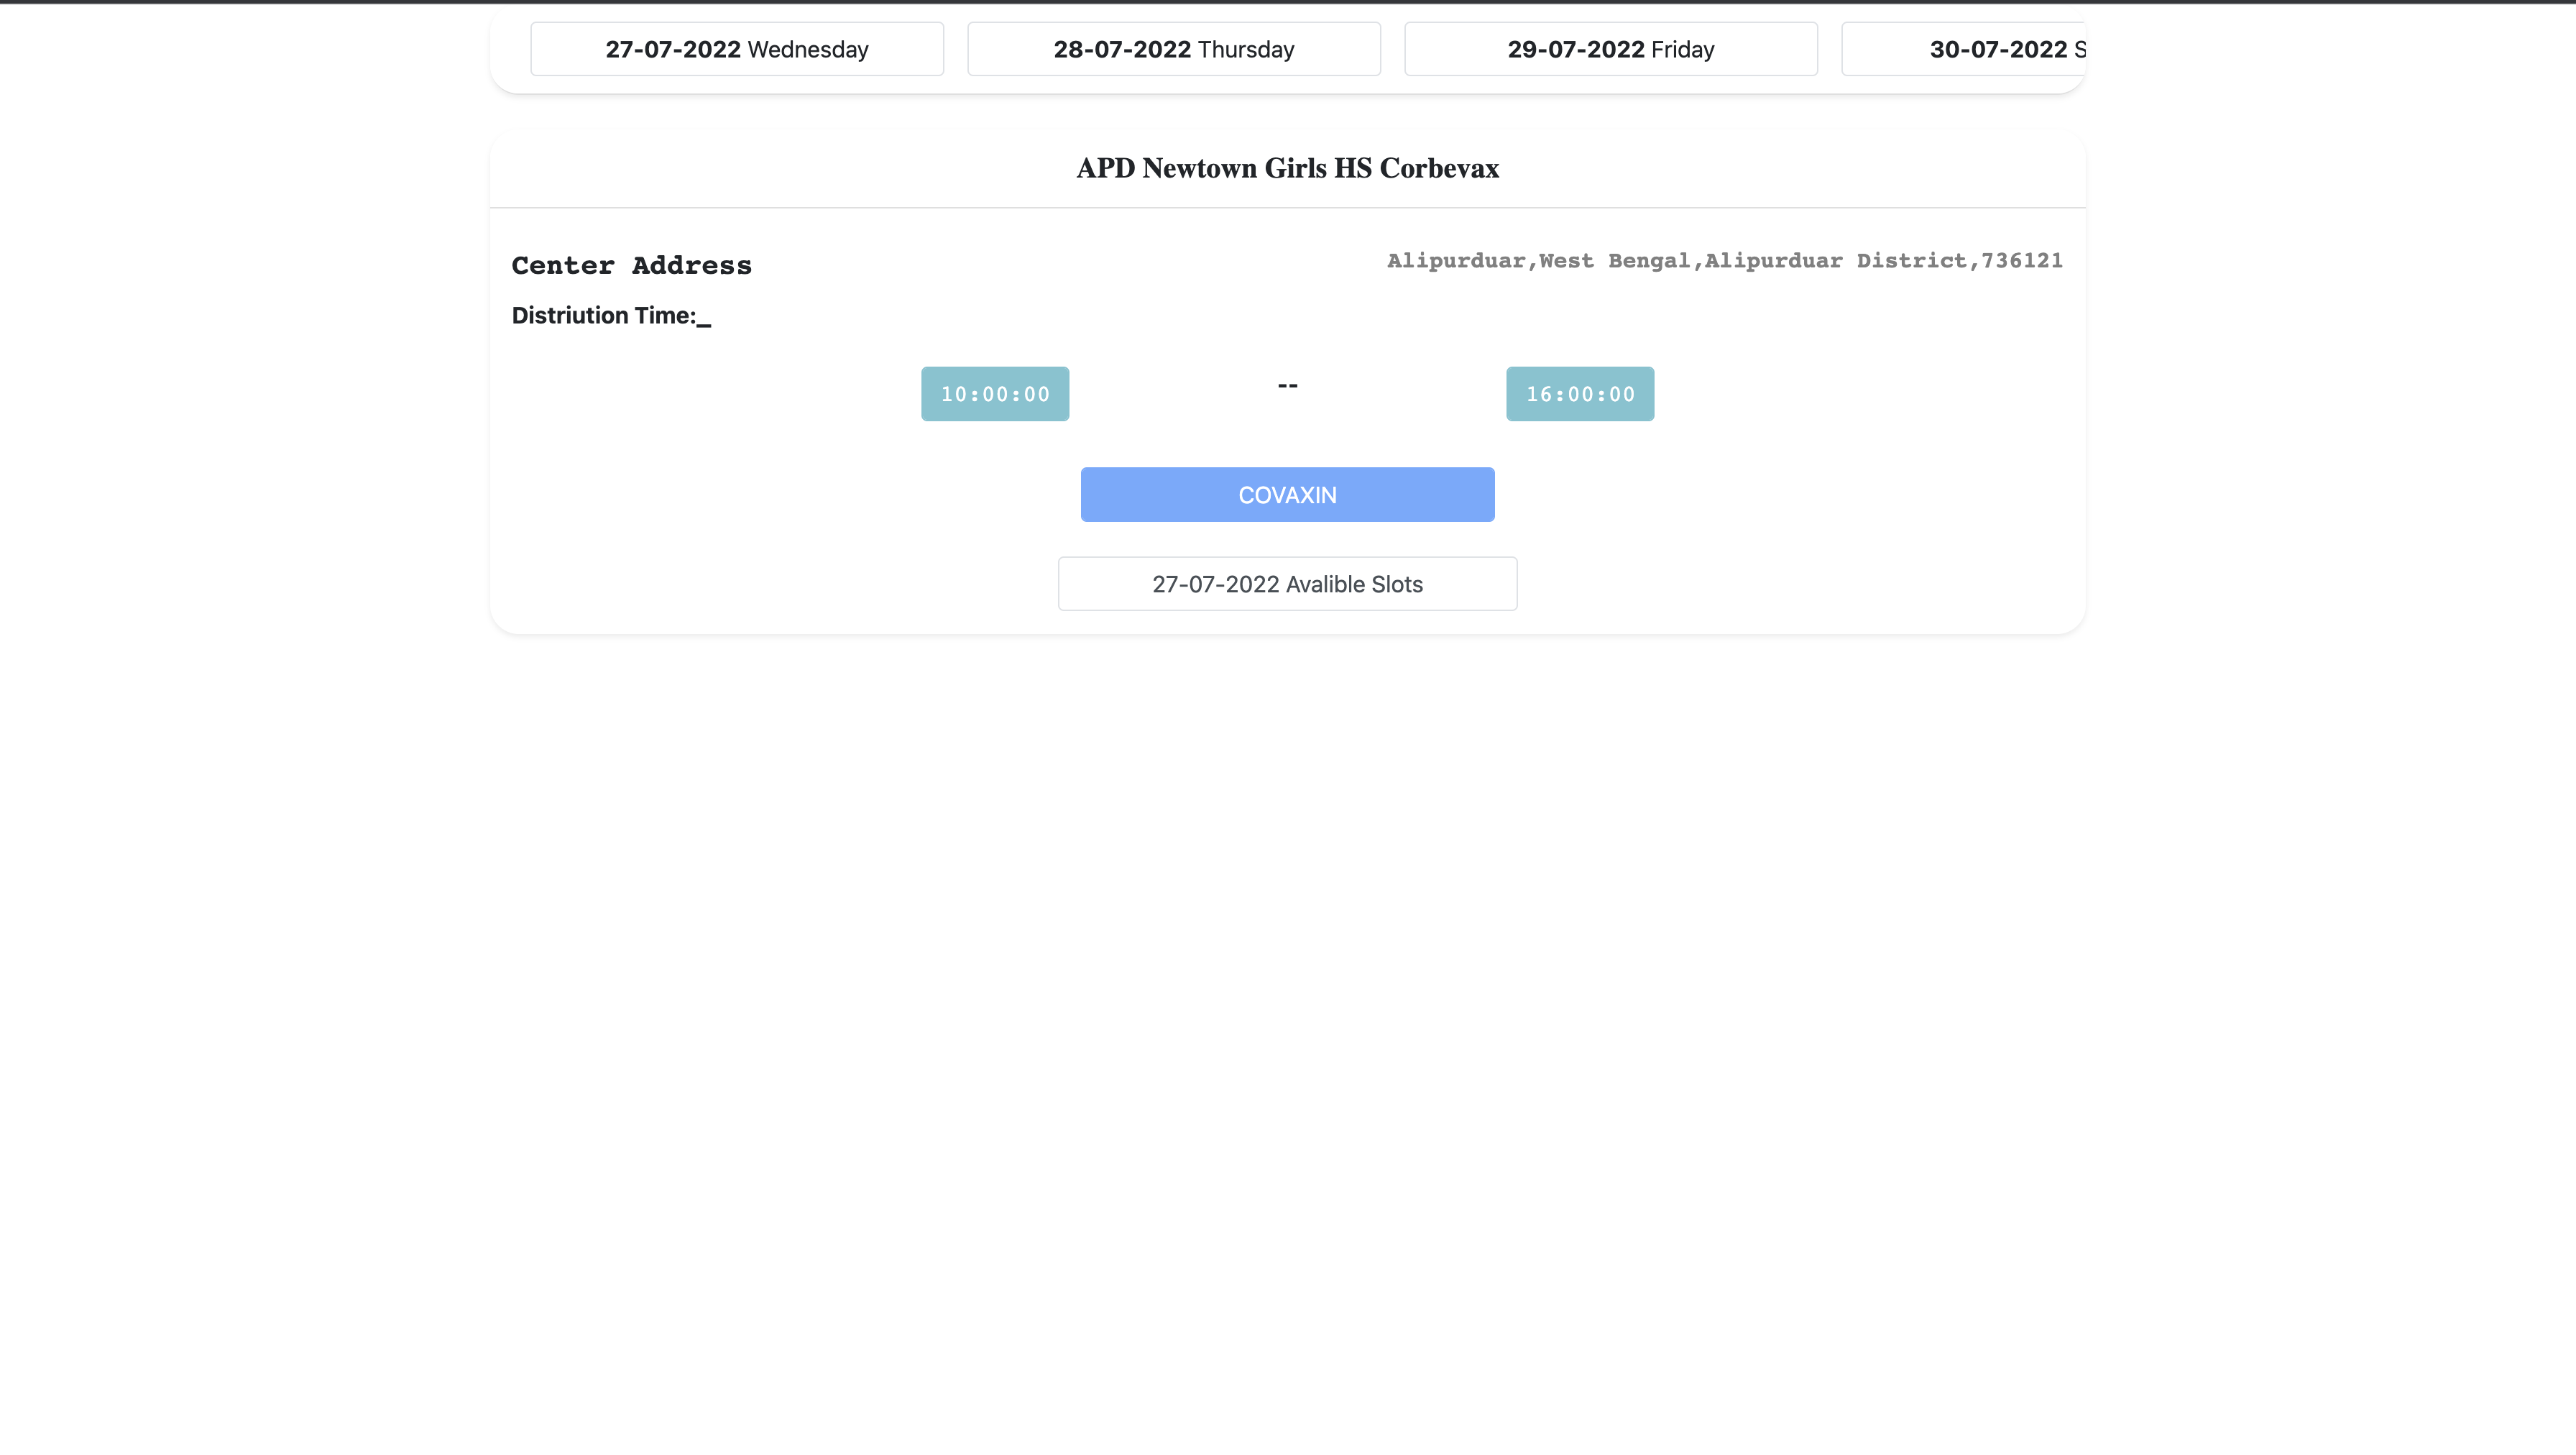 27-07-2022 Wednesday 28-07-2022 Thursday 29-07-2022 Friday 30-07-2022 S
APD Newtown Girls HS Corbevax
Center Address Alipurduar,West Bengal,Alipurduar District,736121
Distriution Time:_
10:00:00 -- 16:00:00
COVAXIN
27-07-2022 Avalible Slots